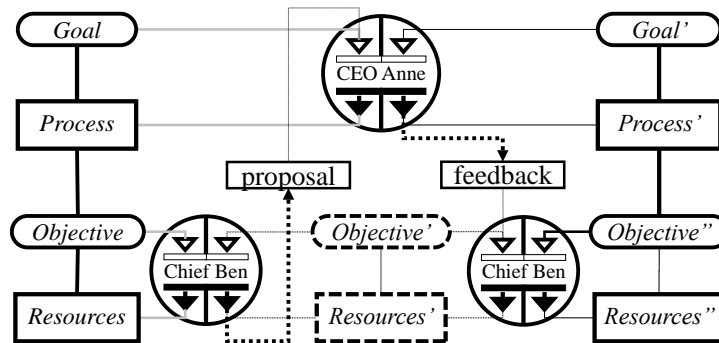 Goal
Goal’
CEO Anne
Process
Process’
proposal
feedback
Objective
Objective’
Objective”
Chief Ben
Chief Ben
Resources
Resources’
Resources”